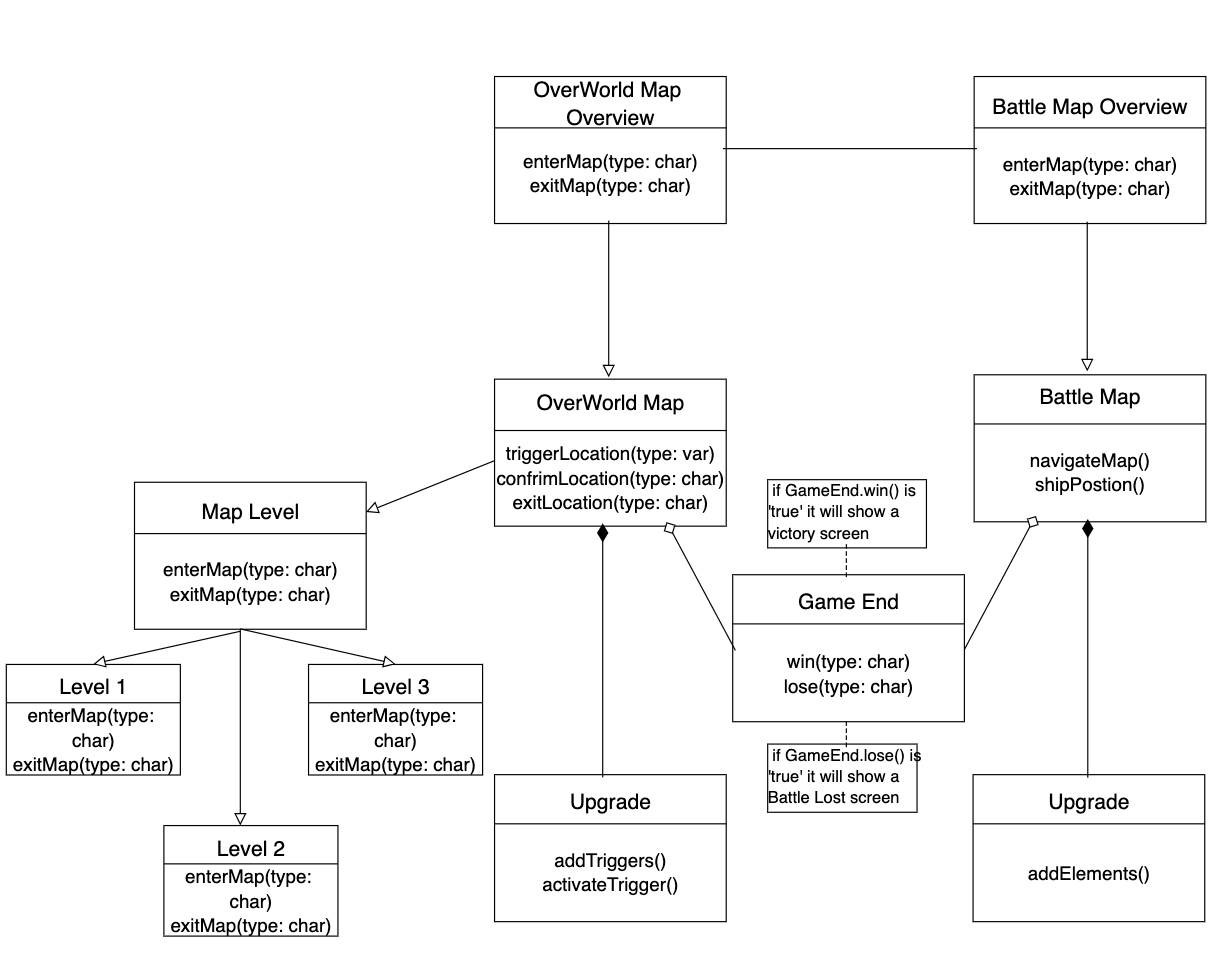 OverWorld Map
Overview
enterMap(type: char)
exitMap(type: char)
Battle Map Overview
enterMap(type: char)
exitMap(type: char)
OverWorld Map
triggerLocation(type: var)
confrimLocation(type: char)
exitLocation(type: char)
Battle Map
navigateMap()
shipPostion()
Map Level
enterMap(type: char)
exitMap(type: char)
if GameEnd.win() is
'true' it will show a
victory screen
Game End
win(type: char)
lose(type: char)
if GameEnd.lose() is
'true' it will show a
Battle Lost screen
Level 1
enterMap(type:
char)
exitMap(type: char)
Level 3
enterMap(type:
char)
exitMap(type: char)
Level 2
enterMap(type:
char)
exitMap(type: char)
Upgrade
addTriggers()
activateTrigger()
Upgrade
addElements()